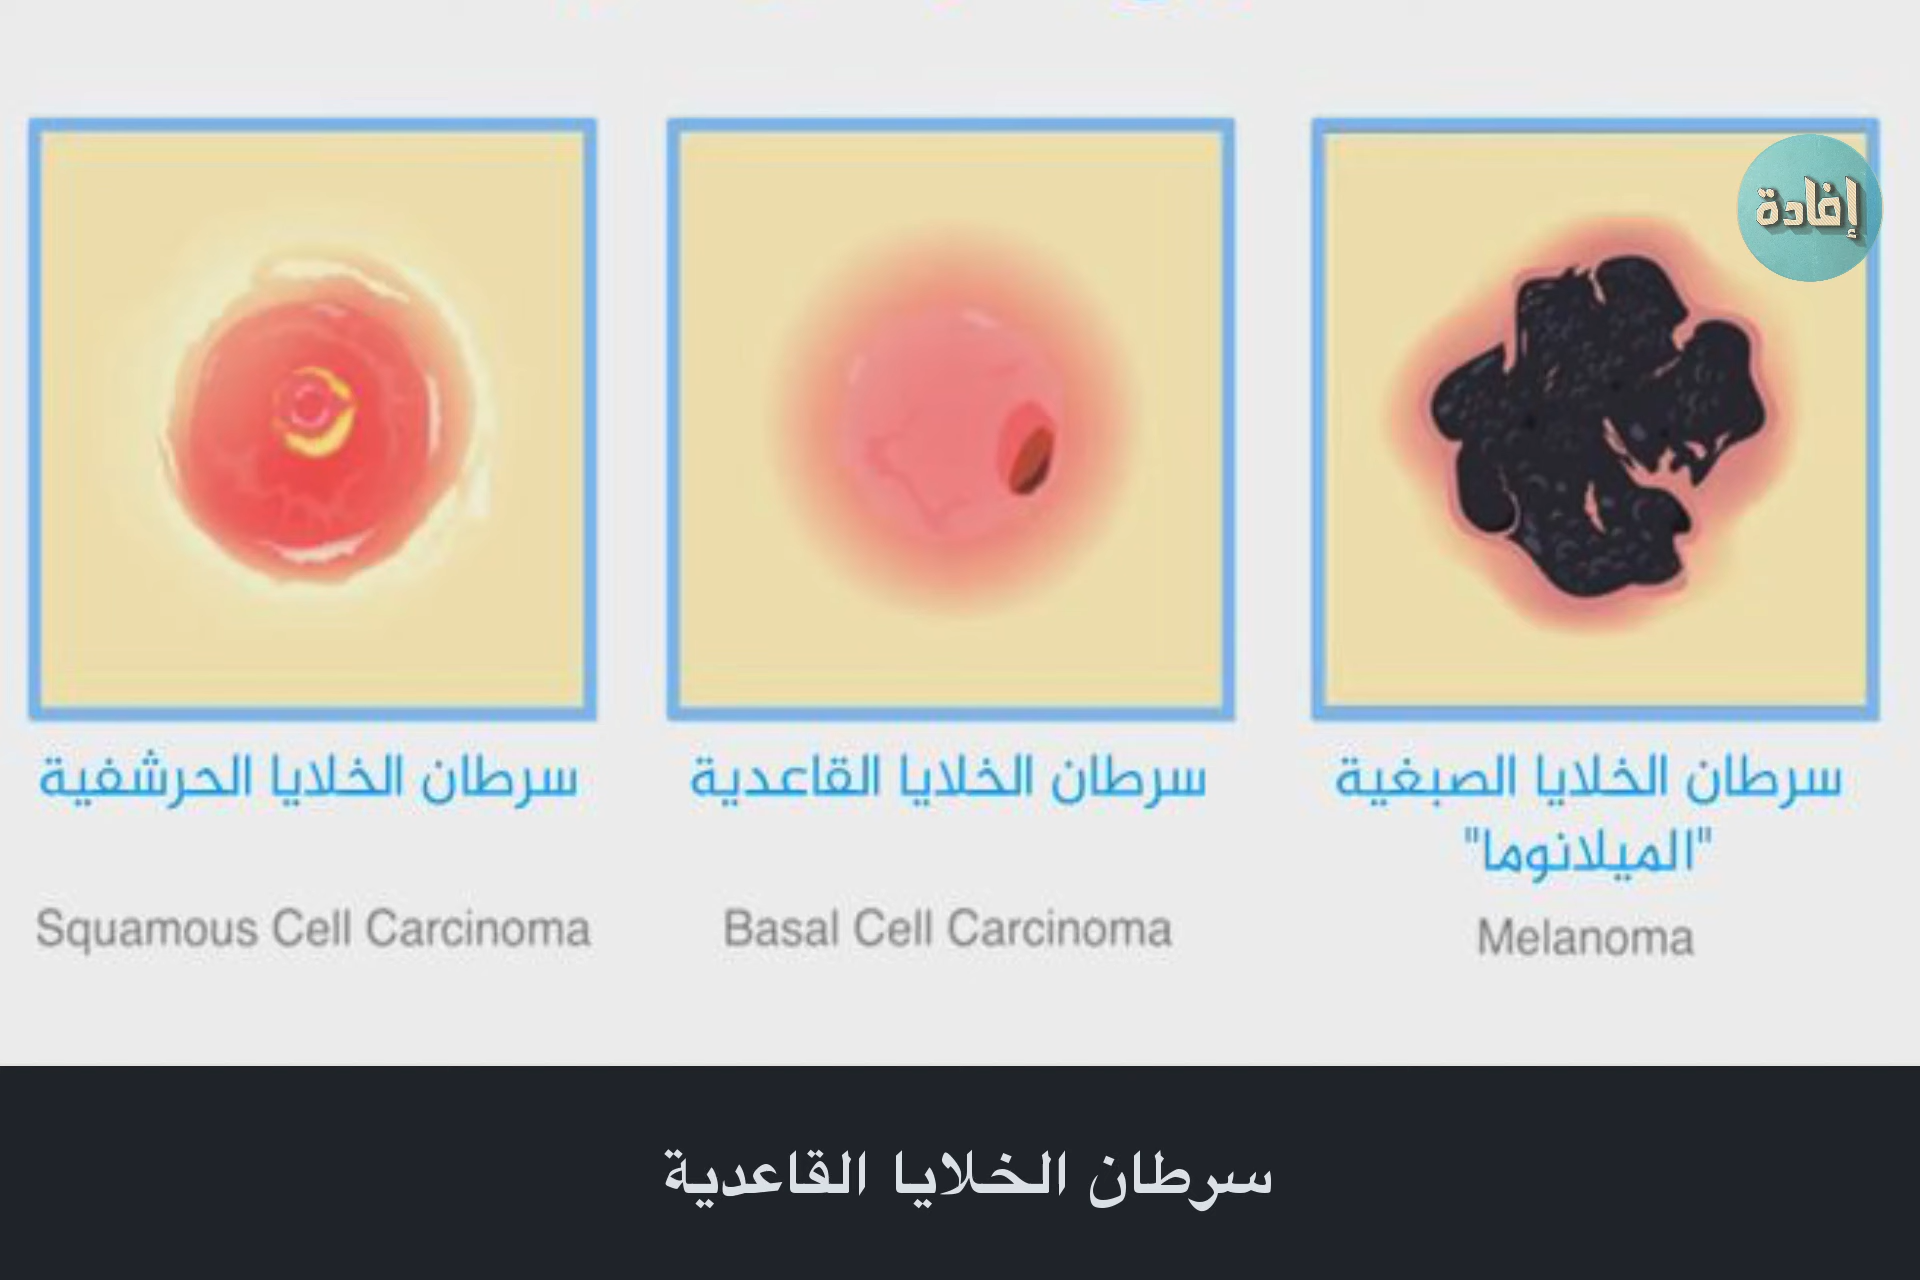 إفادة
سرطان الخلايا الصبغية
"الميلانوما"
Melanoma
سرطان الخلايا القاعدية
Basal Cell Carcinoma
سرطان الخلايا الحرشفية
Squamous Cell Carcinoma
سرطان الخلايا القاعدية